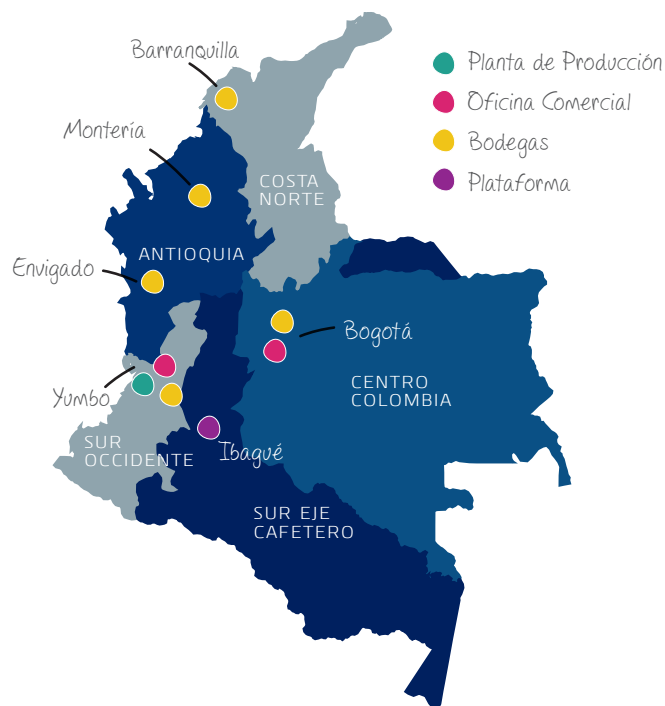 Barranquilla
Planta de Producción
Oficina Comercial
Montería
Bodegas
Plataforma
COSTA
NORTE
ANTIOQUIA
Envigado
Bogotá
CENTRO
COLOMBIA
Yumbo
SUR
OCCIDENTE
Ibagué
SUR EJE
CAFETERO